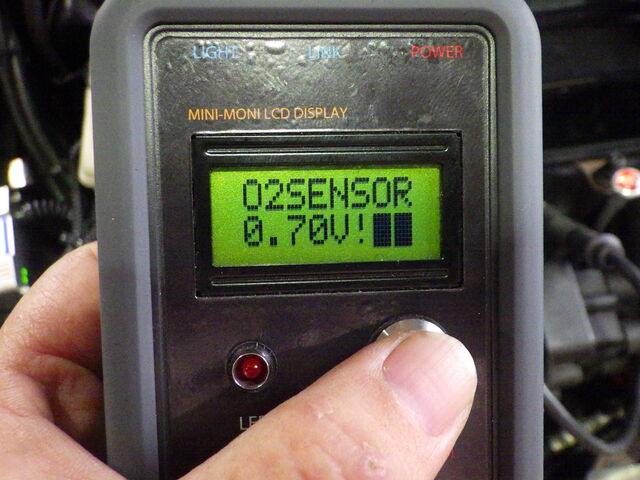 LIGHT LINK POWER
MINI-MONI LCD DISPLAY
O2SENSOR
0.70V!